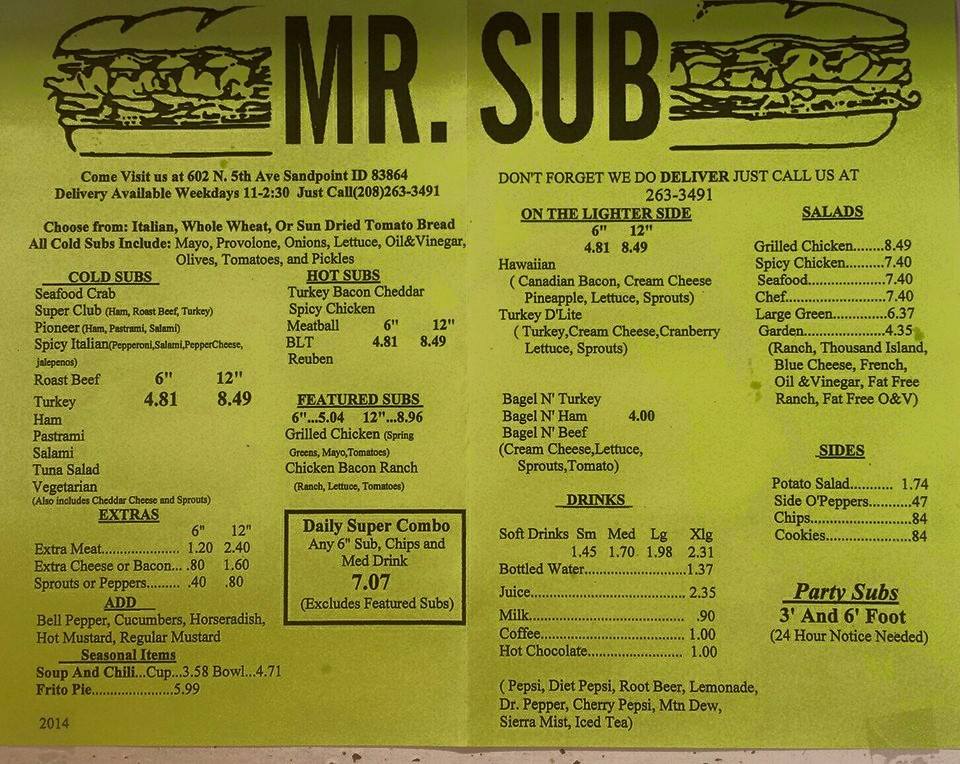 MR. SUB
Come Visit us at 602 N. 5th Ave Sandpoint ID 83864
Delivery Available Weekdays 11-2:30 Just Call(208)263-3491
Choose from: Italian, Whole Wheat, Or Sun Dried Tomato Bread
All Cold Subs Include: Mayo, Provolone, Onions, Lettuce, Oil&Vinegar,
Olives, Tomatoes, and Pickles
COLD SUBS
Seafood Crab
Super Club (Ham, Roast Beef, Turkey)
Pioneer (Ham, Pastrami, Salami)
Spicy Italian(Pepperoni,Salami,PepperCheese,
jalepenos)
Roast Beef 6" 12"
Turkey 4.81 8.49
Ham
Pastrami
Salami
Tuna Salad
Vegetarian
(Also includes Cheddar Cheese and Sprouts)
EXTRAS
6" 12"
Extra Meat...................... 1.20 2.40
Extra Cheese or Bacon... .80 1.60
Sprouts or Peppers......... .40 .80
ADD
Bell Pepper, Cucumbers, Horseradish,
Hot Mustard, Regular Mustard
Seasonal Items
Soup And Chili...Cup...3.58 Bowl...4.71
Frito Pie......................5.99
2014
HOT SUBS
Turkey Bacon Cheddar
Spicy Chicken
Meatball 6" 12"
BLT 4.81 8.49
Reuben
FEATURED SUBS
6"...5.04 12"...8.96
Grilled Chicken (Spring
Greens, Mayo,Tomatoes)
Chicken Bacon Ranch
(Ranch, Lettuce, Tomatoes)
Daily Super Combo
Any 6" Sub, Chips and
Med Drink
7.07
(Excludes Featured Subs)
DON'T FORGET WE DO DELIVER JUST CALL US AT
263-3491
ON THE LIGHTER SIDE
6" 12"
4.81 8.49
Hawaiian
( Canadian Bacon, Cream Cheese
Pineapple, Lettuce, Sprouts)
Turkey D'Lite
( Turkey,Cream Cheese,Cranberry
Lettuce, Sprouts)
Bagel N' Turkey
Bagel N' Ham 4.00
Bagel N' Beef
(Cream Cheese,Lettuce,
Sprouts,Tomato)
DRINKS
Soft Drinks Sm Med Lg Xlg
1.45 1.70 1.98 2.31
Bottled Water.......................1.37
Juice.................................... 2.35
Milk.................................... .90
Coffee................................. 1.00
Hot Chocolate..................... 1.00
( Pepsi, Diet Pepsi, Root Beer, Lemonade,
Dr. Pepper, Cherry Pepsi, Mtn Dew,
Sierra Mist, Iced Tea)
SALADS
Grilled Chicken........8.49
Spicy Chicken..........7.40
Seafood.....................7.40
Chef..........................7.40
Large Green..............6.37
Garden......................4.35
(Ranch, Thousand Island,
Blue Cheese, French,
Oil &Vinegar, Fat Free
Ranch, Fat Free O&V)
SIDES
Potato Salad........... 1.74
Side O'Peppers.........47
Chips.........................84
Cookies.....................84
Party Subs
3' And 6' Foot
(24 Hour Notice Needed)